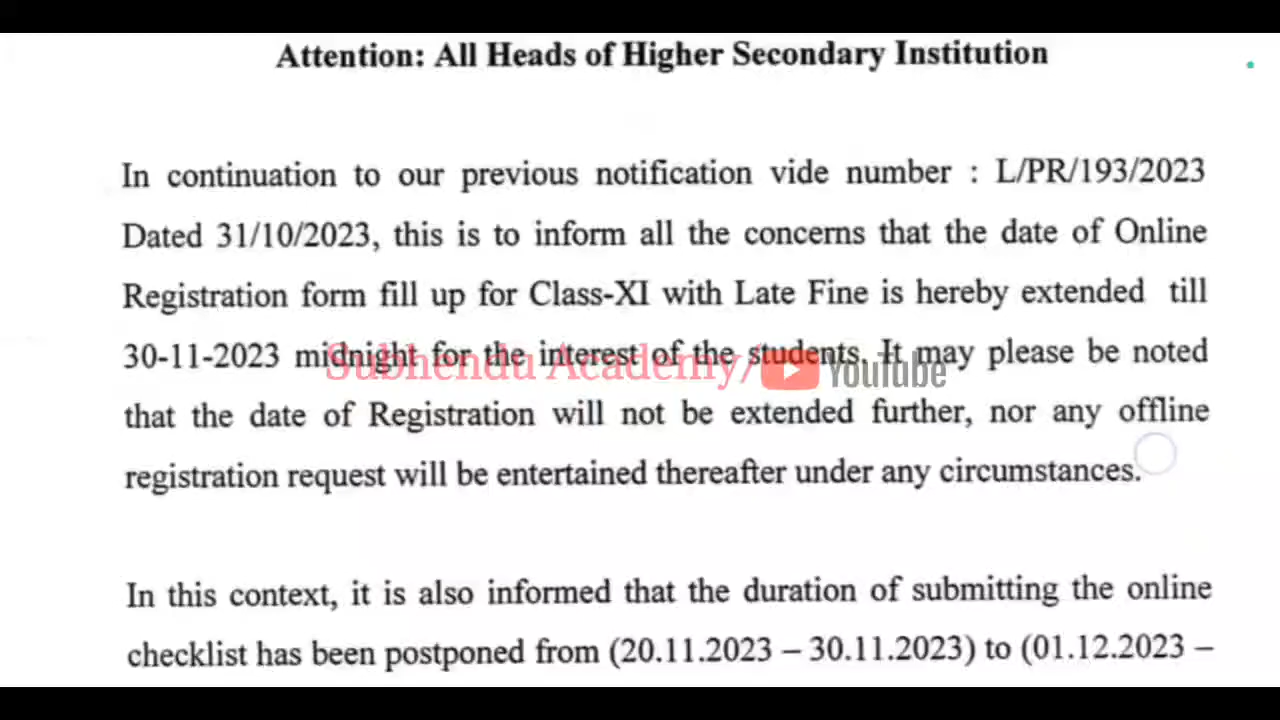 Attention: All Heads of Higher Secondary Institution
In continuation to our previous notification vide number : L/PR/193/2023
Dated 31/10/2023, this is to inform all the concerns that the date of Online
Registration form fill up for Class-XI with Late Fine is hereby extended till
30-11-2023 midnight for the interest of the students. It may please be noted
Subhendu Academy/ YouTube
that the date of Registration will not be extended further, nor any offline
registration request will be entertained thereafter under any circumstances.
In this context, it is also informed that the duration of submitting the online
checklist has been postponed from (20.11.2023 – 30.11.2023) to (01.12.2023 –